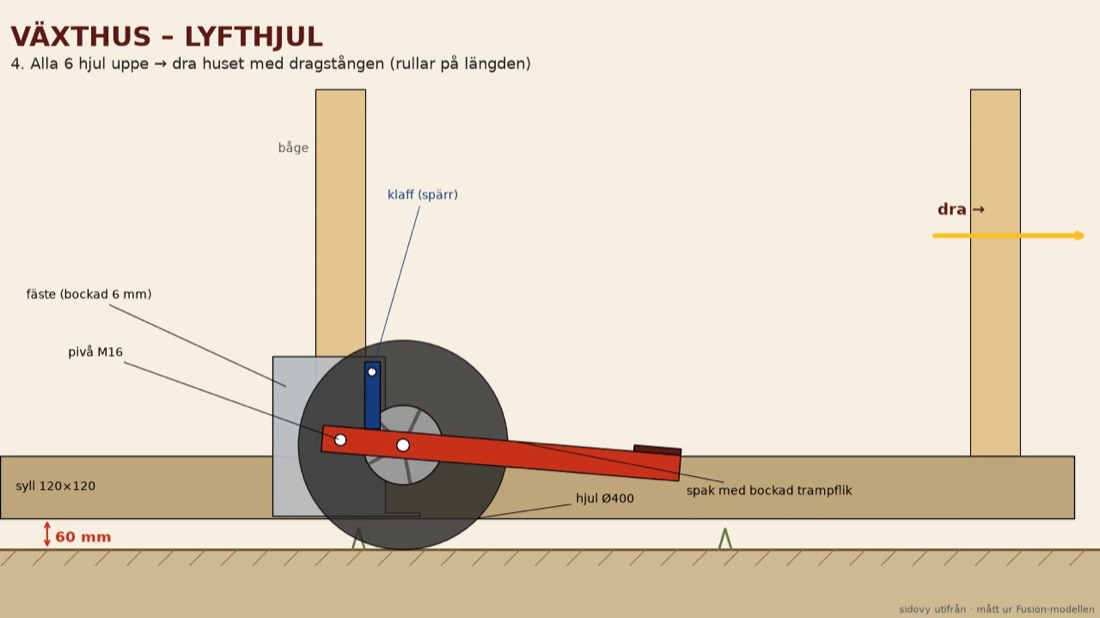 VÄXTHUS – LYFTHJUL
4. Alla 6 hjul uppe → dra huset med dragstången (rullar på längden)
båge
klaff (spärr)
dra →
fäste (bockad 6 mm)
pivå M16
syll 120×120
spak med bockad trampflik
hjul Ø400
60 mm
sidovy utifrån · mått ur Fusion-modellen